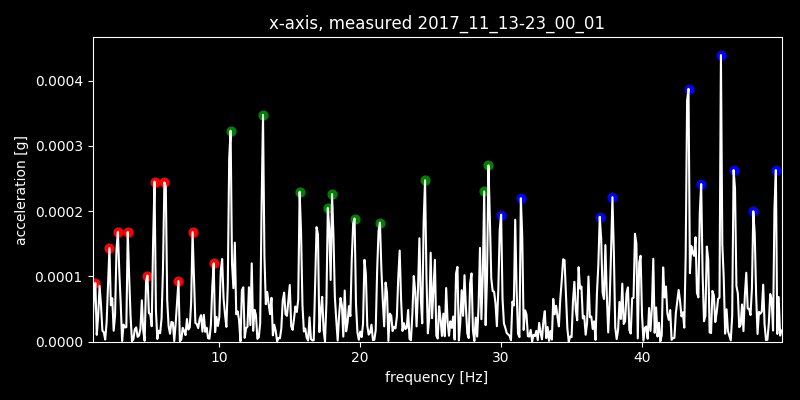 x-axis, measured 2017_11_13-23_00_01
acceleration [g]
0.0004
0.0003
0.0002
0.0001
0.0000
10 20 30 40
frequency [Hz]